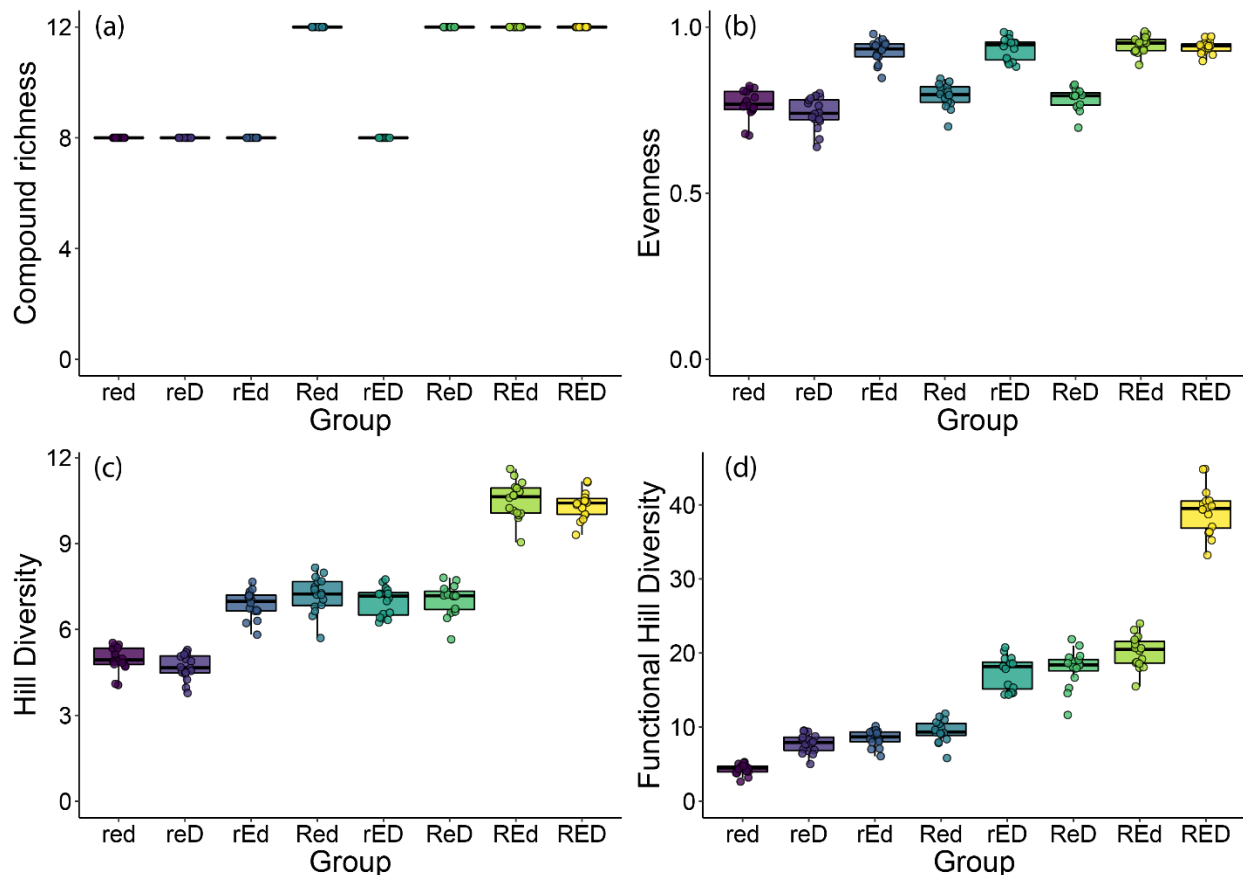 (a)
Compound richness
12
8
4
0
red reD rEd Red rED ReD REd RED
Group
(b)
Evenness
1.0
0.5
0.0
red reD rEd Red rED ReD REd RED
Group
(c)
Hill Diversity
12
9
6
3
0
red reD rEd Red rED ReD REd RED
Group
(d)
Functional Hill Diversity
40
30
20
10
0
red reD rEd Red rED ReD REd RED
Group